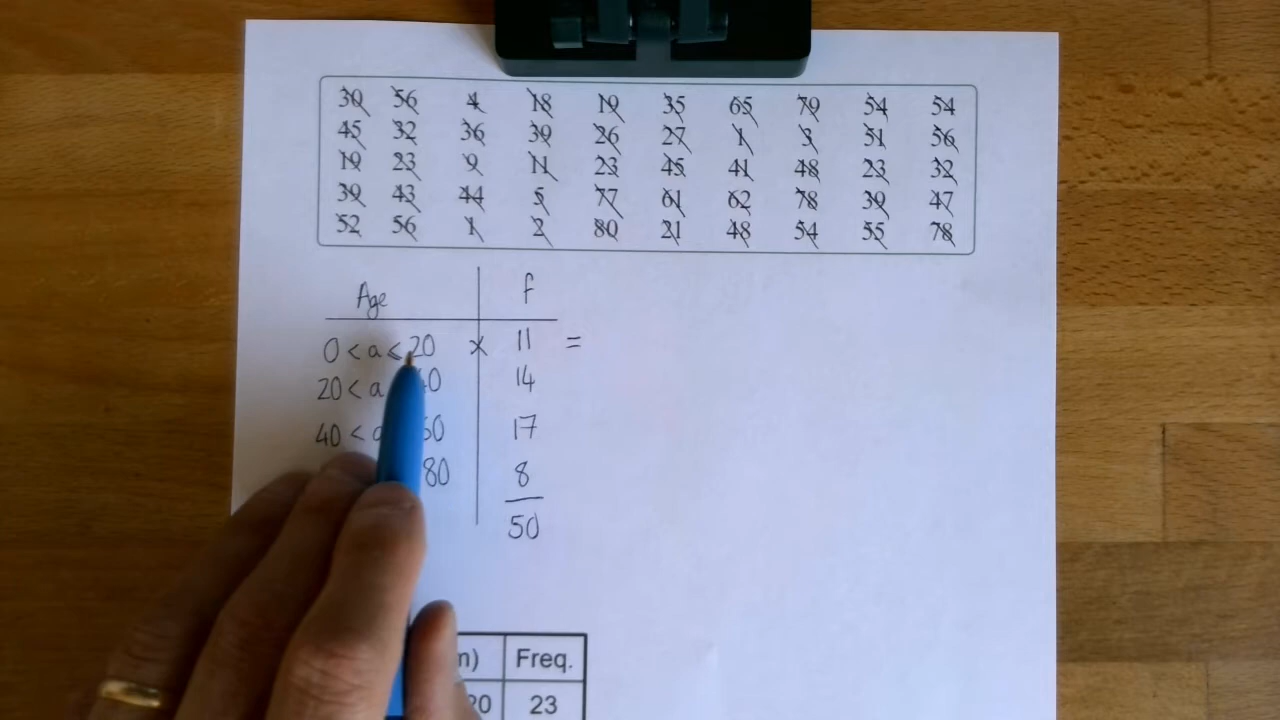 30 56 4 18 19 35 65 79 54 54
45 32 36 39 26 27 1 3 51 56
19 23 9 11 23 45 41 48 23 32
39 43 44 5 77 61 62 78 39 47
52 56 1 2 80 21 48 54 55 78
Age f
0 < a < 20 x 11 =
20 < a 40 14
40 < 60 17
80 8
50
m) Freq.
20 23